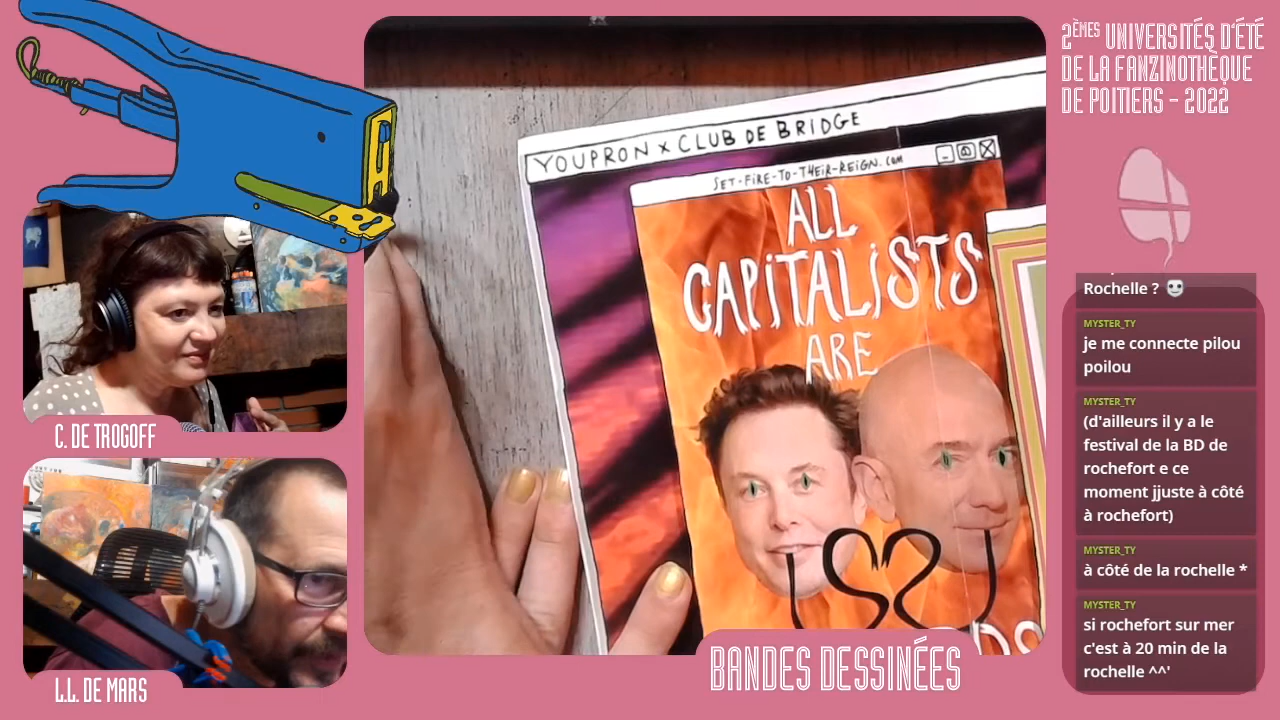 2ÈMES UNIVERSITÉS D'ÉTÉ
DE LA FANZINOTHÈQUE
DE POITIERS - 2022
YOUPRON x CLUB DE BRIDGE
SET-FIRE-TO-THEIR-REIGN.COM
ALL
CAPiTALiSTS
ARE
C. DE TROGOFF
L.L. DE MARS
BANDES DESSINÉES
Rochelle ?
MYSTER_TY
je me connecte pilou
poilou
MYSTER_TY
(d'ailleurs il y a le
festival de la BD de
rochefort e ce
moment jjuste à côté
à rochefort)
MYSTER_TY
à côté de la rochelle *
MYSTER_TY
si rochefort sur mer
c'est à 20 min de la
rochelle ^^'